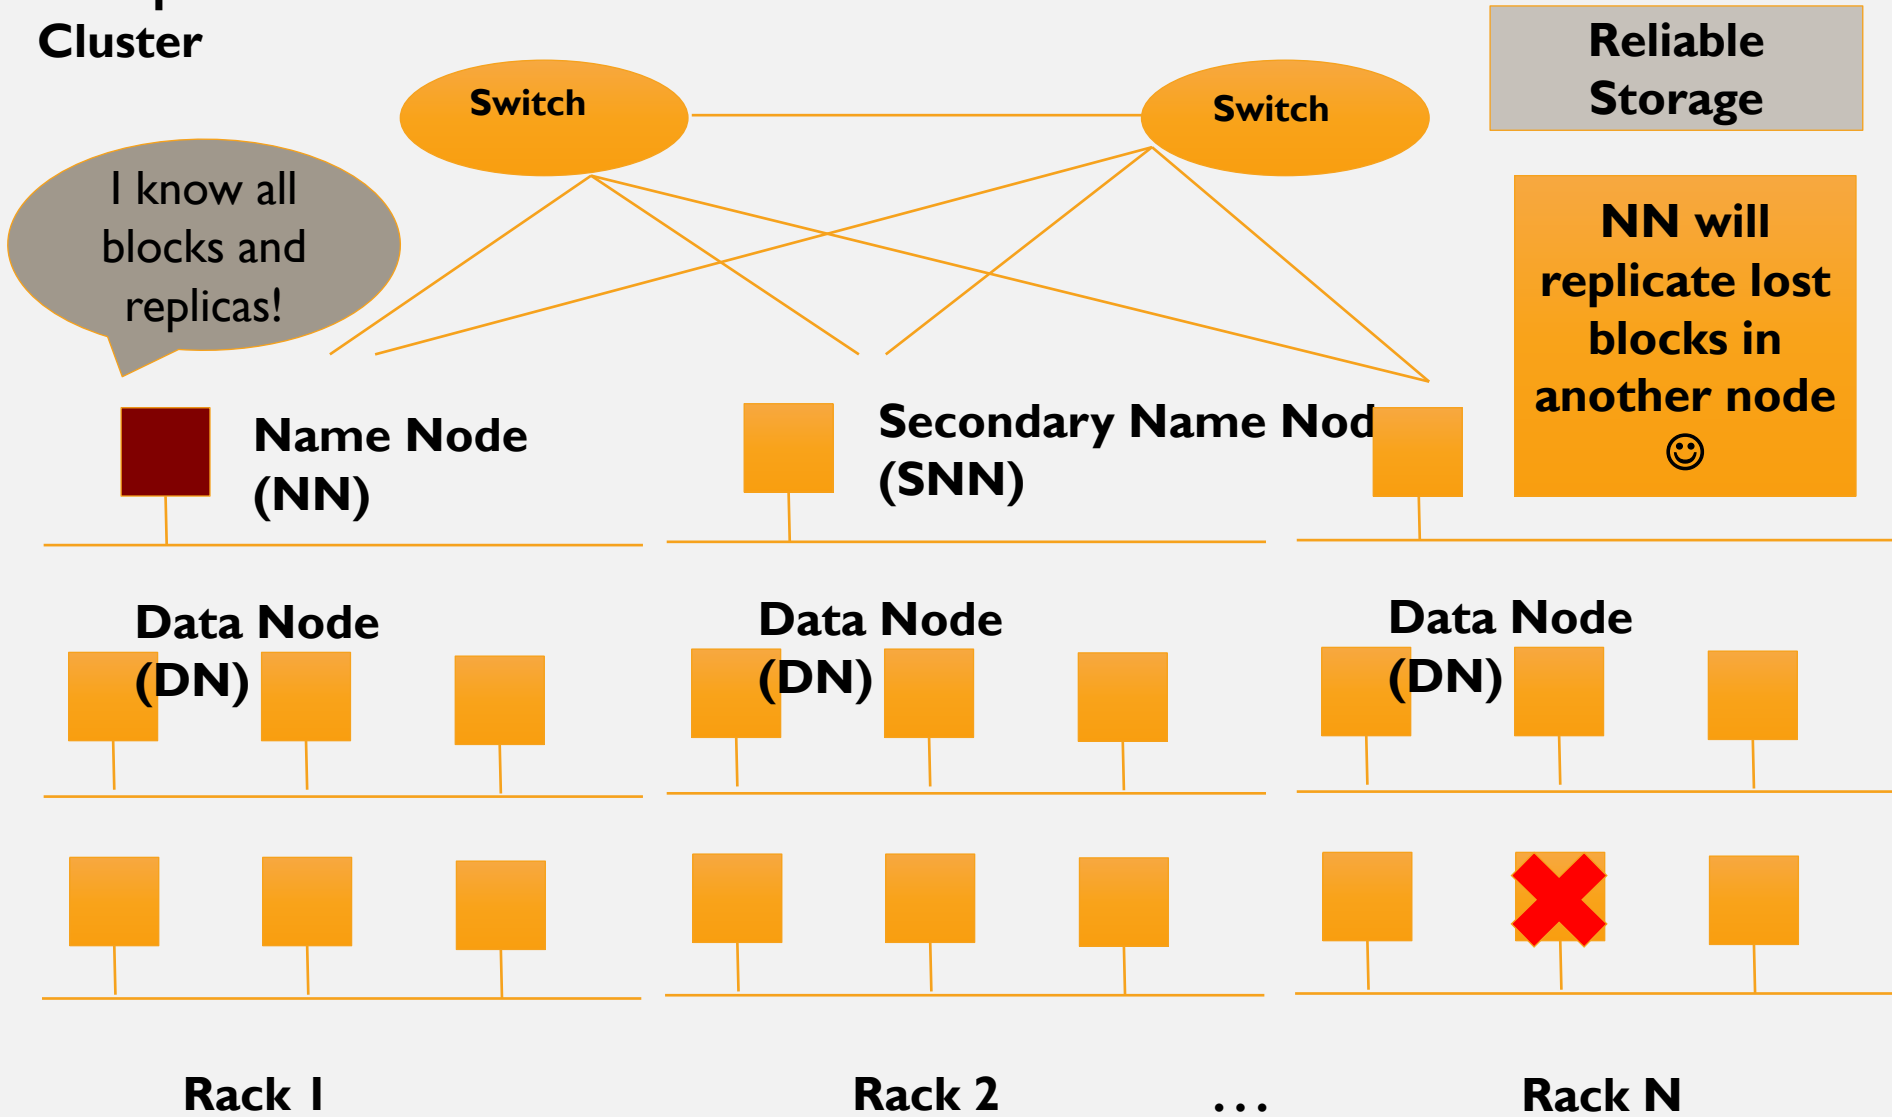 Cluster
Reliable
Storage
Switch
Switch
I know all
blocks and
replicas!
NN will
replicate lost
blocks in
another node
☺
Name Node
(NN)
Secondary Name Nod
(SNN)
Data Node
(DN)
Data Node
(DN)
Data Node
(DN)
Rack 1
Rack 2
...
Rack N